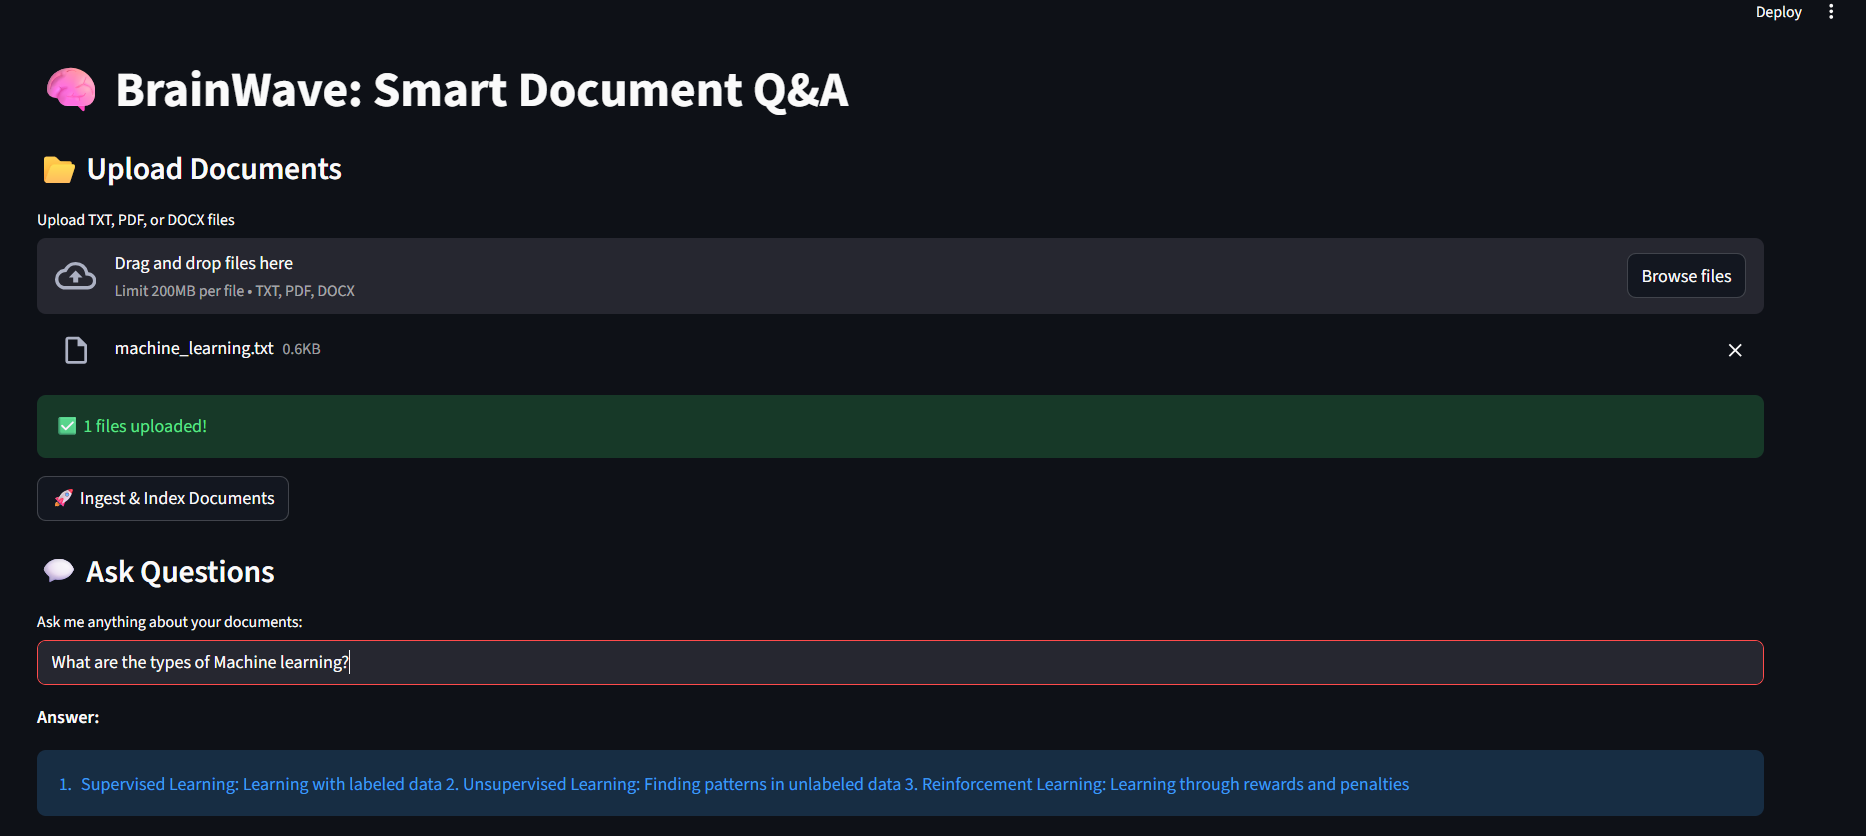 Deploy
BrainWave: Smart Document Q&A
Upload Documents
Upload TXT, PDF, or DOCX files
Drag and drop files here
Limit 200MB per file • TXT, PDF, DOCX
Browse files
machine_learning.txt 0.6KB
✅ 1 files uploaded!
🚀 Ingest & Index Documents
Ask Questions
Ask me anything about your documents:
What are the types of Machine learning?
Answer:
1. Supervised Learning: Learning with labeled data 2. Unsupervised Learning: Finding patterns in unlabeled data 3. Reinforcement Learning: Learning through rewards and penalties